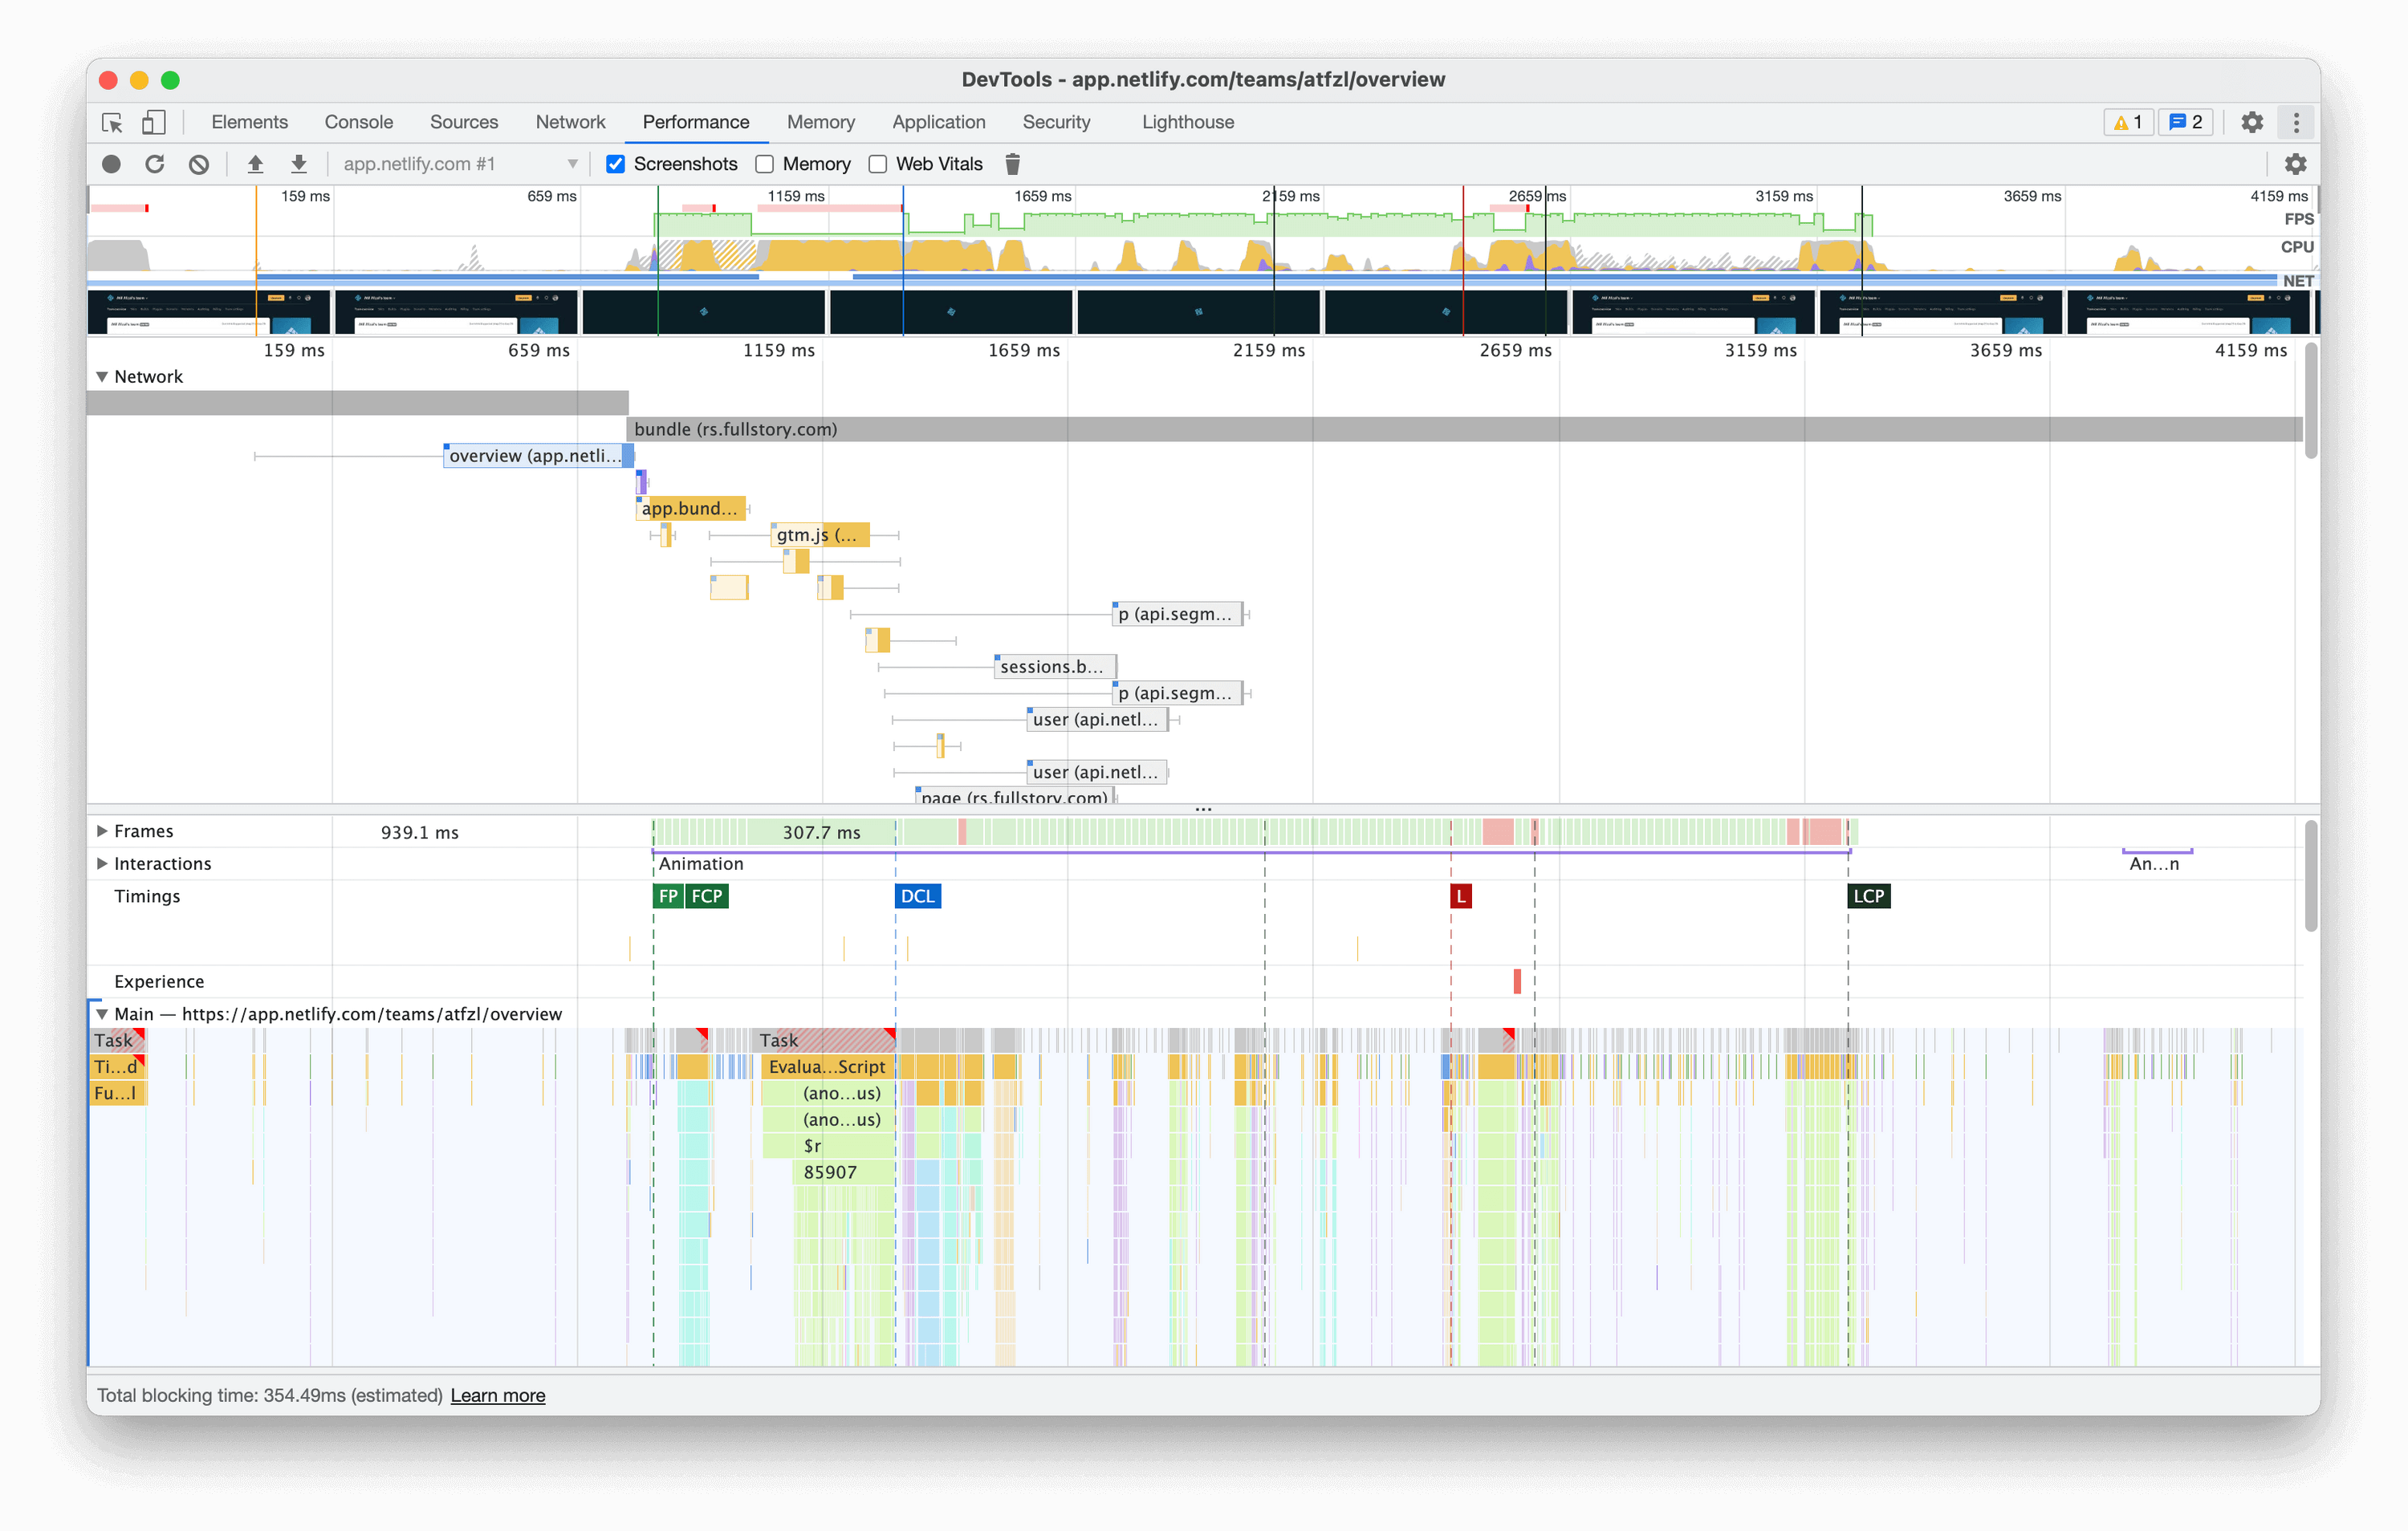 DevTools - app.netlify.com/teams/atfzl/overview
Elements Console Sources Network Performance Memory Application Security Lighthouse 1 2
app.netlify.com #1 Screenshots Memory Web Vitals
159 ms 659 ms 1159 ms 1659 ms 2159 ms 2659 ms 3159 ms 3659 ms 4159 ms
FPS
CPU
NET
159 ms 659 ms 1159 ms 1659 ms 2159 ms 2659 ms 3159 ms 3659 ms 4159 ms
Network
bundle (rs.fullstory.com)
overview (app.netli…
app.bund…
gtm.js (…
p (api.segm…
sessions.b…
p (api.segm…
user (api.netl…
user (api.netl…
page (rs.fullstory.com)
Frames 939.1 ms 307.7 ms
Interactions Animation An…n
Timings FP FCP DCL L LCP
Experience
Main — https://app.netlify.com/teams/atfzl/overview
Task Task
Ti…d Evalua…Script
Fu…l (ano…us)
(ano…us)
$r
85907
Total blocking time: 354.49ms (estimated) Learn more